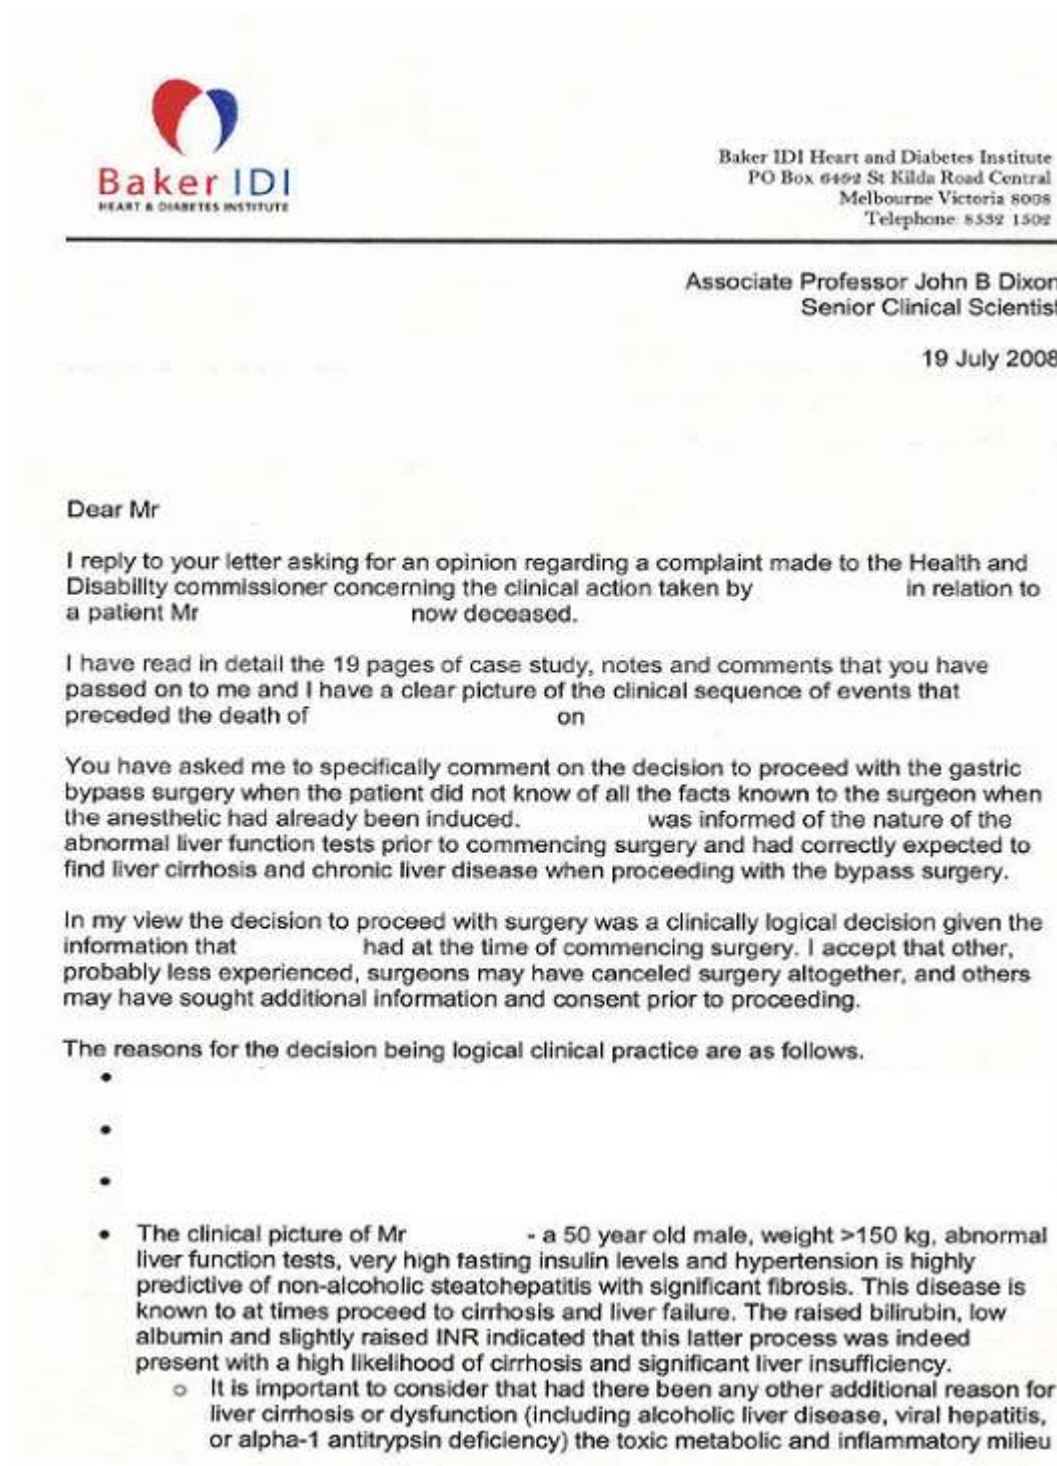 Baker IDI
HEART & DIABETES INSTITUTE
Baker IDI Heart and Diabetes Institute
PO Box 6492 St Kilda Road Central
Melbourne Victoria 8008
Telephone 8532 1502
Associate Professor John B Dixon
Senior Clinical Scientist
19 July 2008
Dear Mr
I reply to your letter asking for an opinion regarding a complaint made to the Health and
Disability commissioner concerning the clinical action taken by in relation to
a patient Mr now deceased.
I have read in detail the 19 pages of case study, notes and comments that you have
passed on to me and I have a clear picture of the clinical sequence of events that
preceded the death of on
You have asked me to specifically comment on the decision to proceed with the gastric
bypass surgery when the patient did not know of all the facts known to the surgeon when
the anesthetic had already been induced. was informed of the nature of the
abnormal liver function tests prior to commencing surgery and had correctly expected to
find liver cirrhosis and chronic liver disease when proceeding with the bypass surgery.
In my view the decision to proceed with surgery was a clinically logical decision given the
information that had at the time of commencing surgery. I accept that other,
probably less experienced, surgeons may have canceled surgery altogether, and others
may have sought additional information and consent prior to proceeding.
The reasons for the decision being logical clinical practice are as follows.
•
•
•
• The clinical picture of Mr - a 50 year old male, weight >150 kg, abnormal
liver function tests, very high fasting insulin levels and hypertension is highly
predictive of non-alcoholic steatohepatitis with significant fibrosis. This disease is
known to at times proceed to cirrhosis and liver failure. The raised bilirubin, low
albumin and slightly raised INR indicated that this latter process was indeed
present with a high likelihood of cirrhosis and significant liver insufficiency.
o It is important to consider that had there been any other additional reason for
liver cirrhosis or dysfunction (including alcoholic liver disease, viral hepatitis,
or alpha-1 antitrypsin deficiency) the toxic metabolic and inflammatory milieu